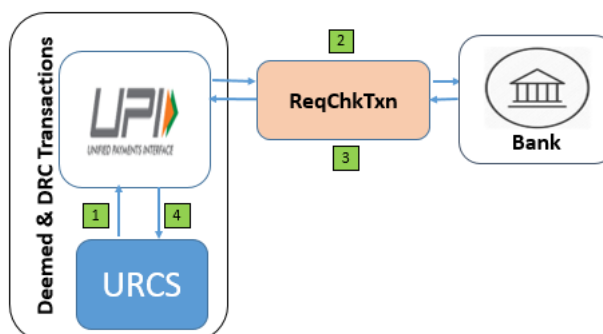 Deemed & DRC Transactions
UPI
UNIFIED PAYMENTS INTERFACE
1
4
URCS
2
ReqChkTxn
3
Bank